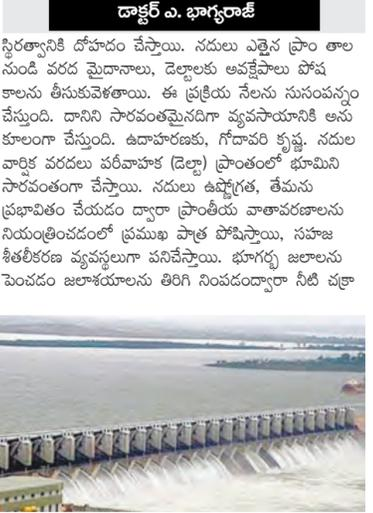 డాక్టర్ ఎ. భాగ్యరాజ్
స్థిరత్వానికి దోహదం చేస్తాయి. నదులు ఎత్తైన ప్రాం తాల
నుండి వరద మైదానాలు, డెల్టాలకు అవక్షేపాలు పోష
కాలను తీసుకువెళతాయి. ఈ ప్రక్రియ నేలను సుసంపన్నం
చేస్తుంది. దానిని సారవంతమైనదిగా వ్యవసాయానికి అను
కూలంగా చేస్తుంది. ఉదాహరణకు, గోదావరి కృష్ణ. నదుల
వార్షిక వరదలు పరీవాహక (డెల్టా) ప్రాంతంలో భూమిని
సారవంతంగా చేస్తాయి. నదులు ఉష్ణోగ్రత, తేమను
ప్రభావితం చేయడం ద్వారా ప్రాంతీయ వాతావరణాలను
నియంత్రించడంలో ప్రముఖ పాత్ర పోషిస్తాయి, సహజ
శీతలీకరణ వ్యవస్థలుగా పనిచేస్తాయి. భూగర్భ జలాలను
పెంచడం జలాశయాలను తిరిగి నింపడంద్వారా నీటి చక్రా